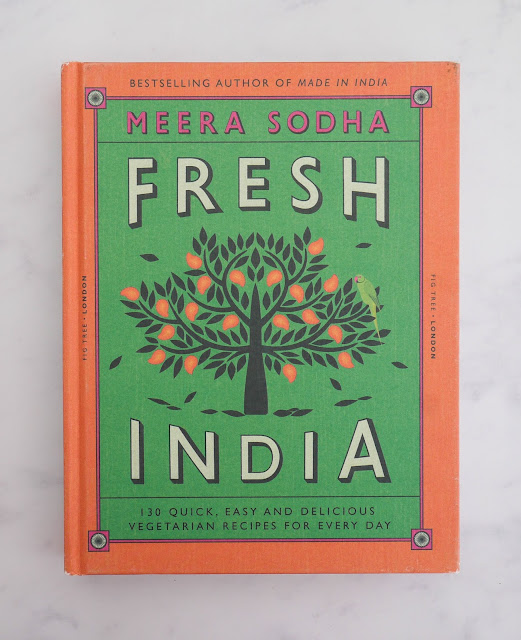 BESTSELLING AUTHOR OF MADE IN INDIA
MEERA SODHA
FRESH
FIG TREE • LONDON
FIG TREE • LONDON
INDIA
130 QUICK, EASY AND DELICIOUS
VEGETARIAN RECIPES FOR EVERY DAY